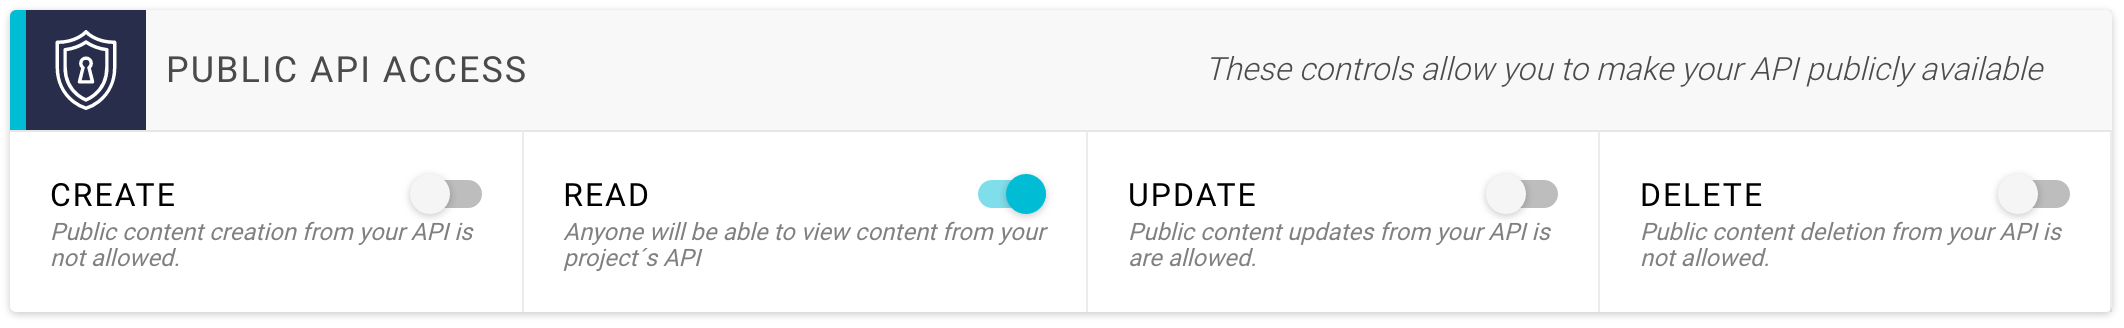 PUBLIC API ACCESS
These controls allow you to make your API publicly available
CREATE
Public content creation from your API is
not allowed.
READ
Anyone will be able to view content from your
project´s API
UPDATE
Public content updates from your API is
are allowed.
DELETE
Public content deletion from your API is
not allowed.